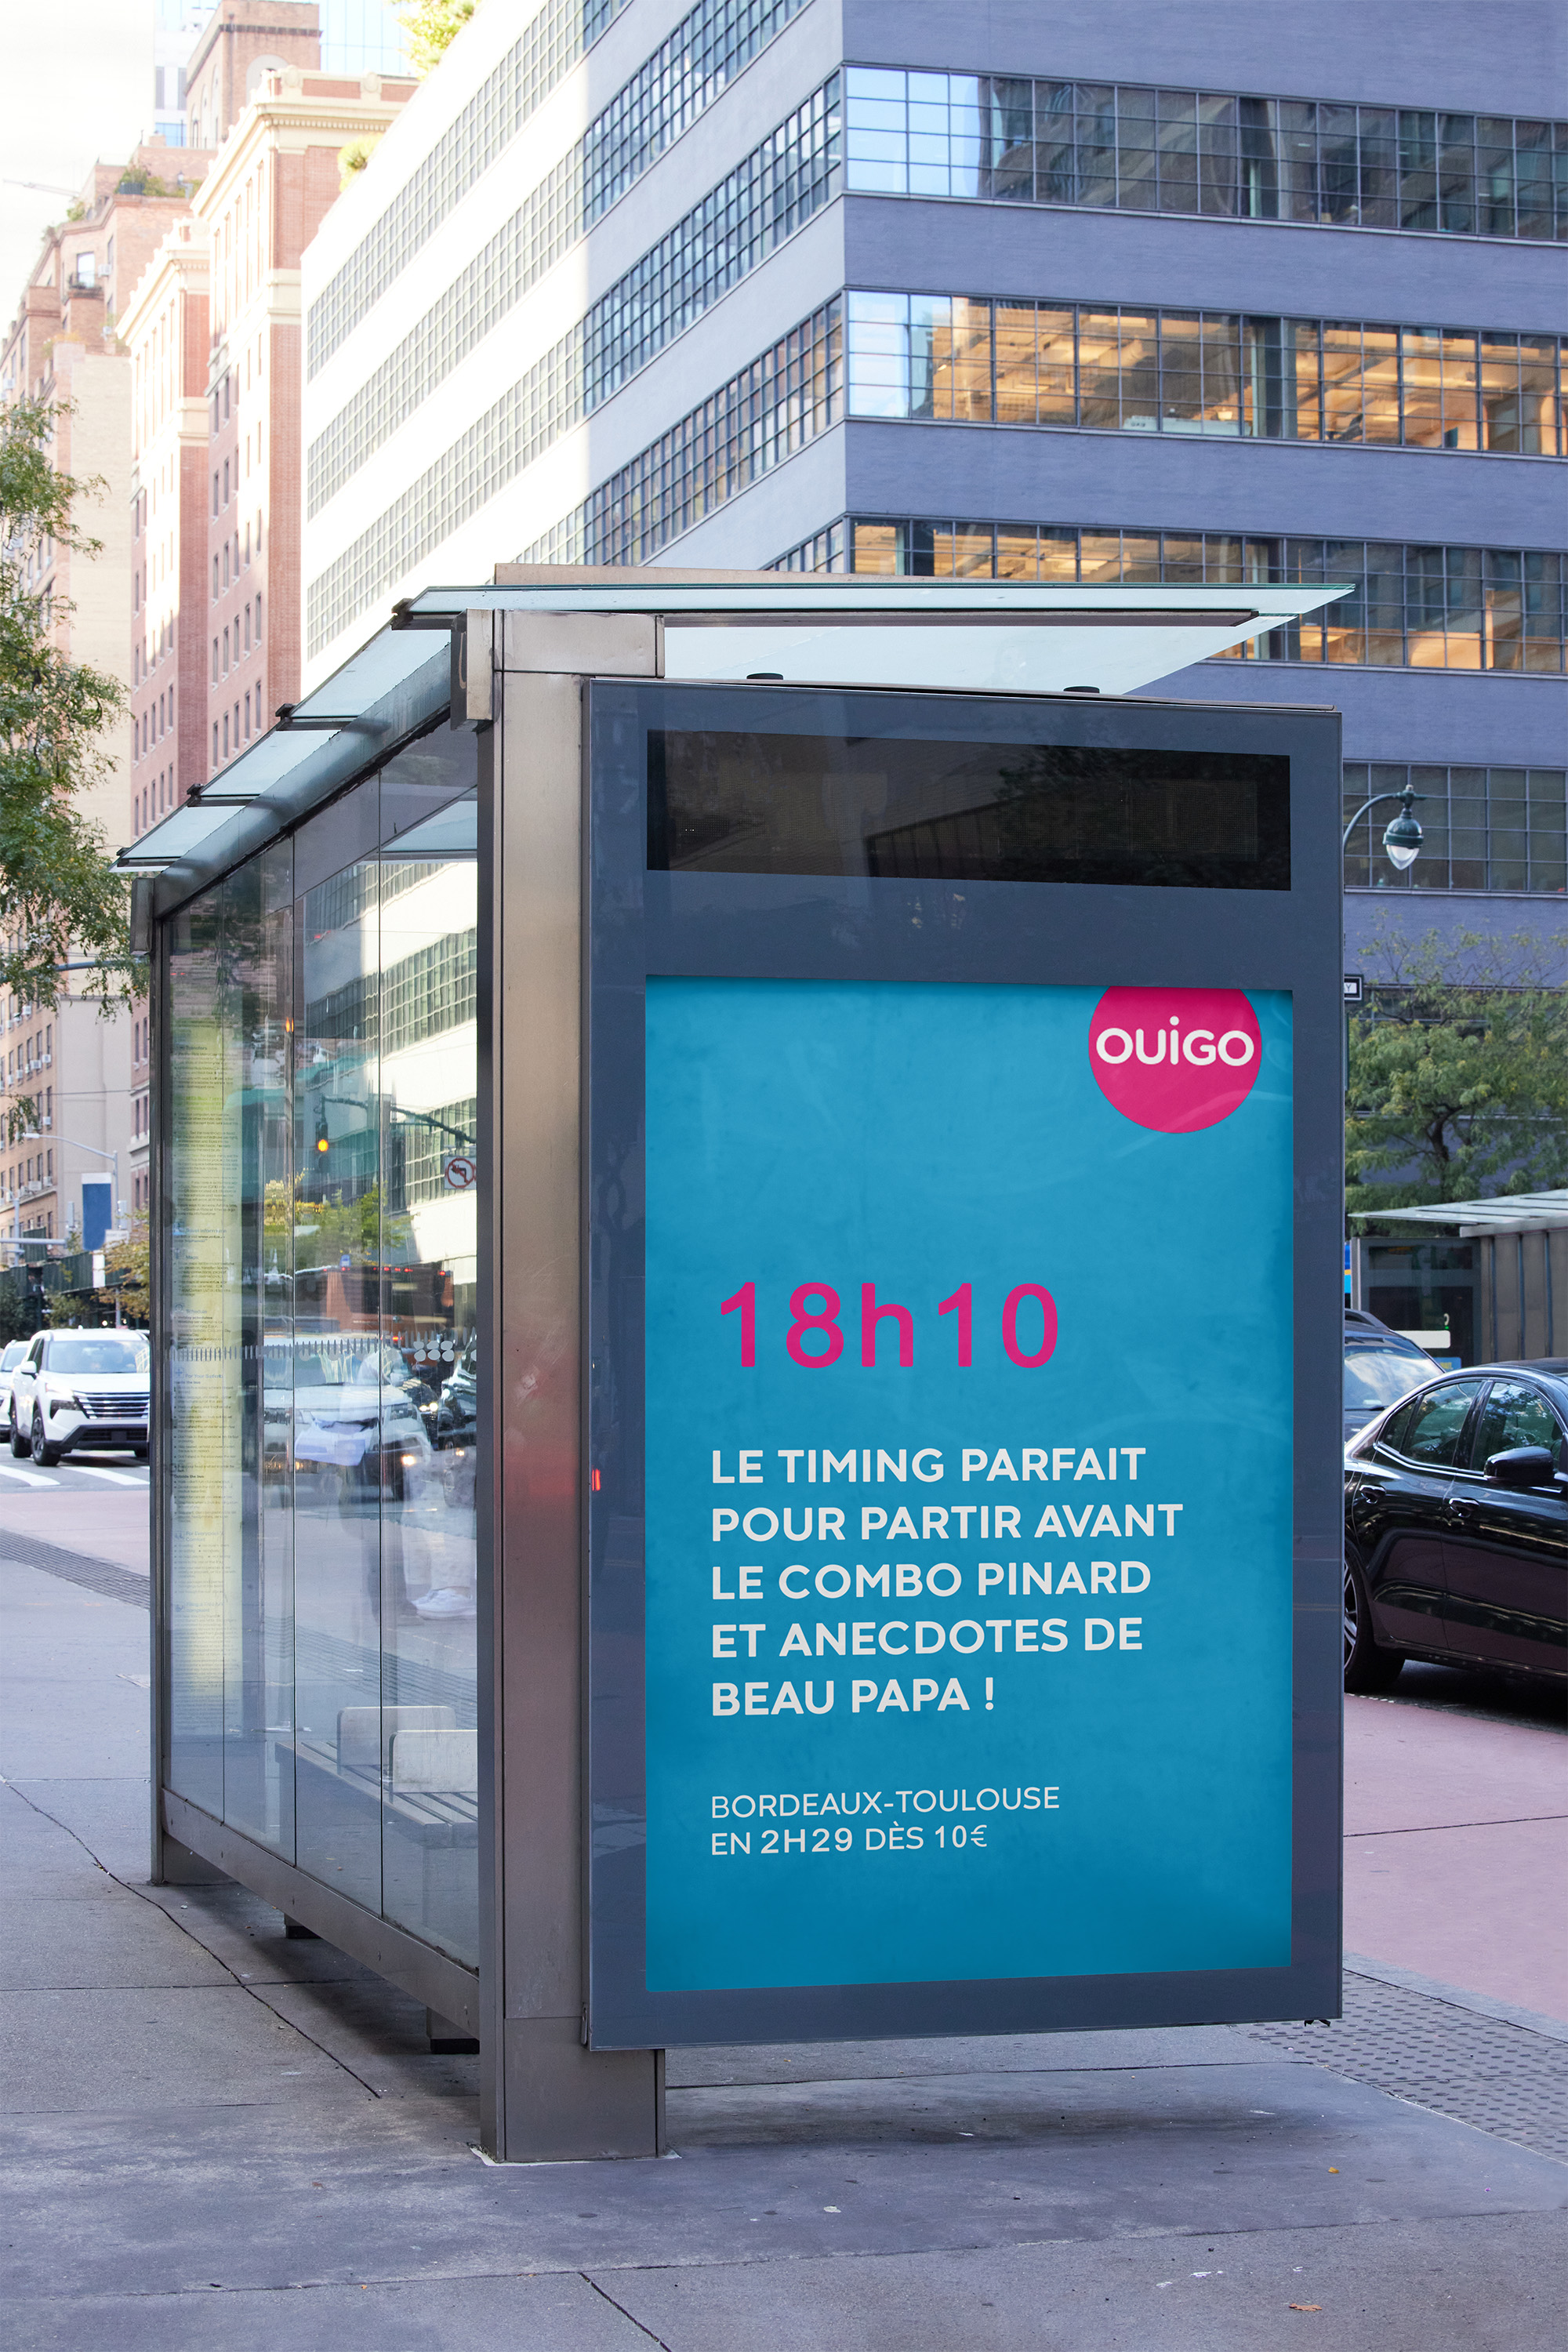 OUiGO
18h10
LE TIMING PARFAIT
POUR PARTIR AVANT
LE COMBO PINARD
ET ANECDOTES DE
BEAU PAPA !
BORDEAUX-TOULOUSE
EN 2H29 DÈS 10€